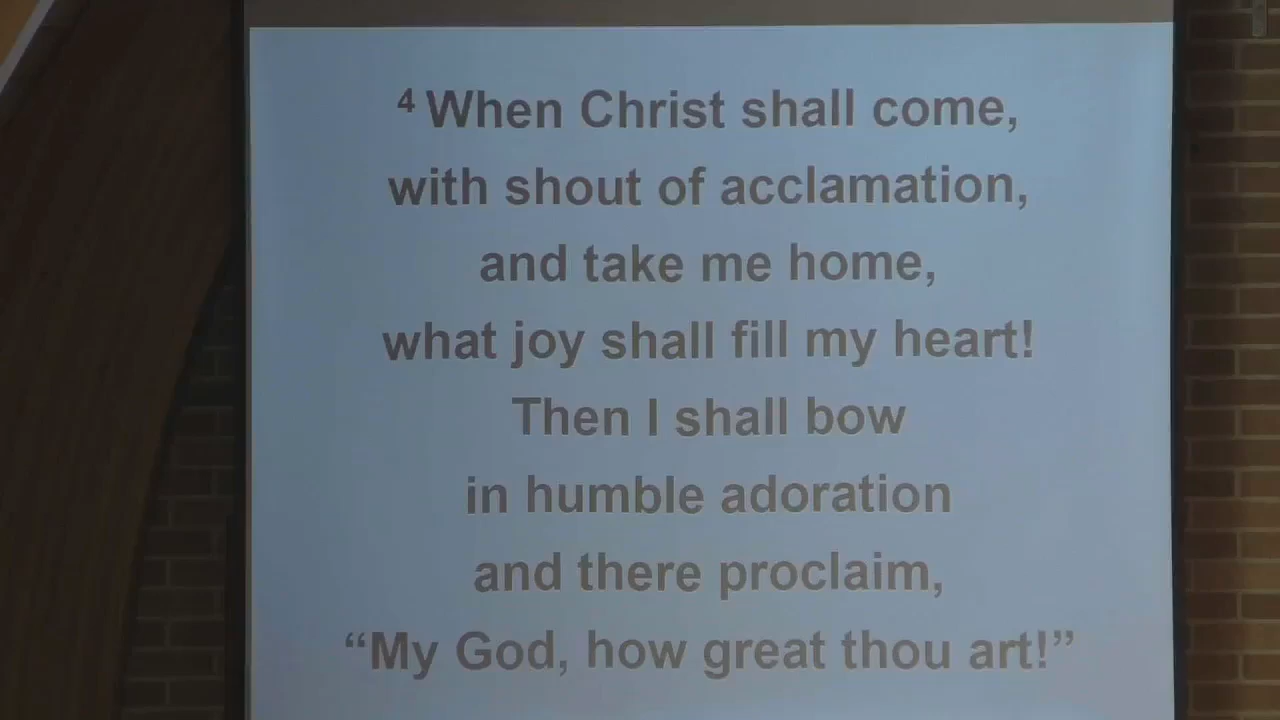 4 When Christ shall come,
with shout of acclamation,
and take me home,
what joy shall fill my heart!
Then I shall bow
in humble adoration
and there proclaim,
“My God, how great thou art!”